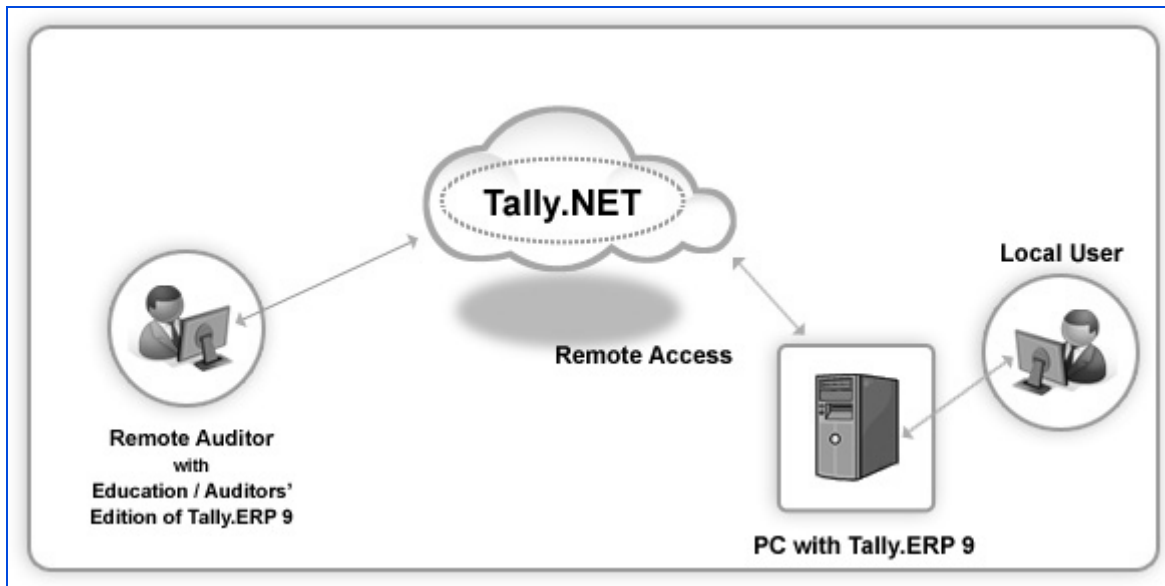 Tally.NET
Local User
Remote Access
Remote Auditor
with
Education / Auditors'
Edition of Tally.ERP 9
PC with Tally.ERP 9